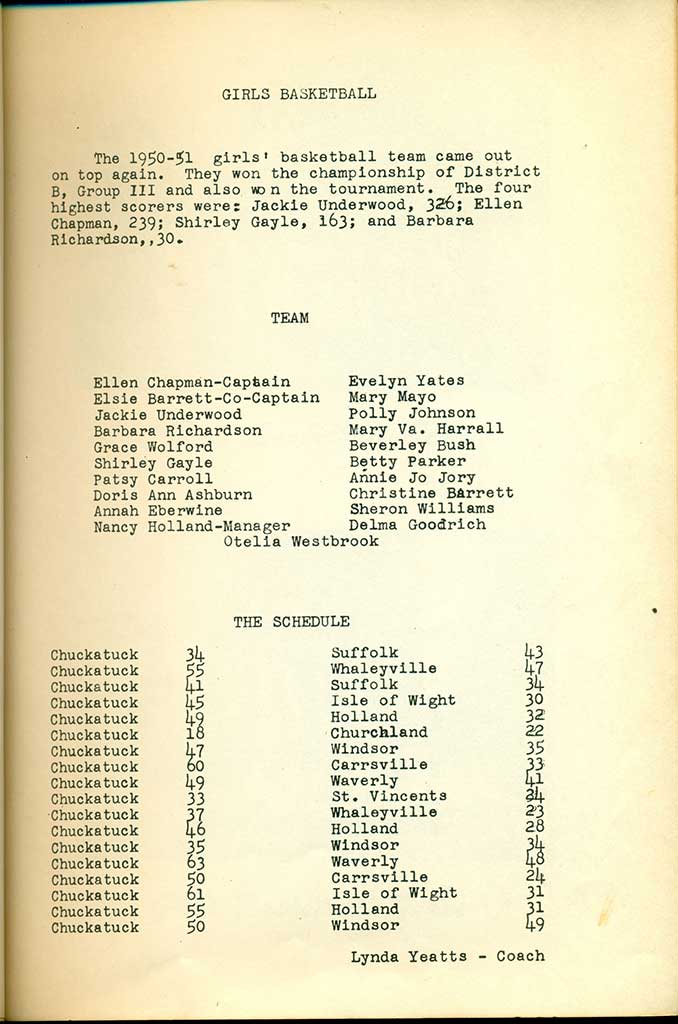 GIRLS BASKETBALL
The 1950-51 girls' basketball team came out
on top again. They won the championship of District
B, Group III and also won the tournament. The four
highest scorers were: Jackie Underwood, 326; Ellen
Chapman, 239; Shirley Gayle, 163; and Barbara
Richardson,,30.
TEAM
Ellen Chapman-Captain Evelyn Yates
Elsie Barrett-Co-Captain Mary Mayo
Jackie Underwood Polly Johnson
Barbara Richardson Mary Va. Harrall
Grace Wolford Beverley Bush
Shirley Gayle Betty Parker
Patsy Carroll Annie Jo Jory
Doris Ann Ashburn Christine Barrett
Annah Eberwine Sheron Williams
Nancy Holland-Manager Delma Goodrich
Otelia Westbrook
THE SCHEDULE
Chuckatuck 34 Suffolk 43
Chuckatuck 55 Whaleyville 47
Chuckatuck 41 Suffolk 34
Chuckatuck 45 Isle of Wight 30
Chuckatuck 49 Holland 32
Chuckatuck 18 Churchland 22
Chuckatuck 47 Windsor 35
Chuckatuck 60 Carrsville 33
Chuckatuck 49 Waverly 41
Chuckatuck 33 St. Vincents
Chuckatuck 37 Whaleyville 23
Chuckatuck 46 Holland 28
Chuckatuck 35 Windsor 34
Chuckatuck 63 Waverly 48
Chuckatuck 50 Carrsville 24
Chuckatuck 61 Isle of Wight 31
Chuckatuck 55 Holland 31
Chuckatuck 50 Windsor 49
Lynda Yeatts - Coach